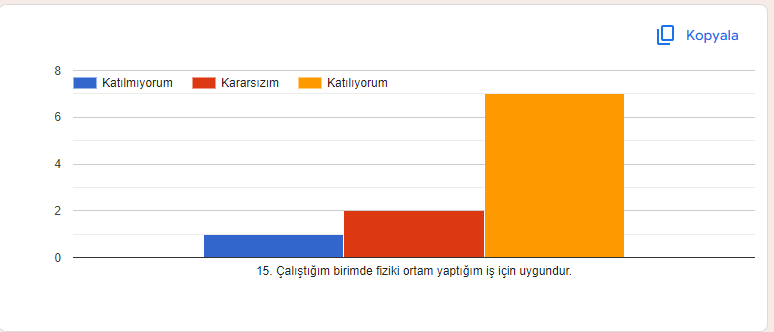 Kopyala
8
Katılmıyorum Kararsızım Katılıyorum
6
4
2
0
15. Çalıştığım birimde fiziki ortam yaptığım iş için uygundur.